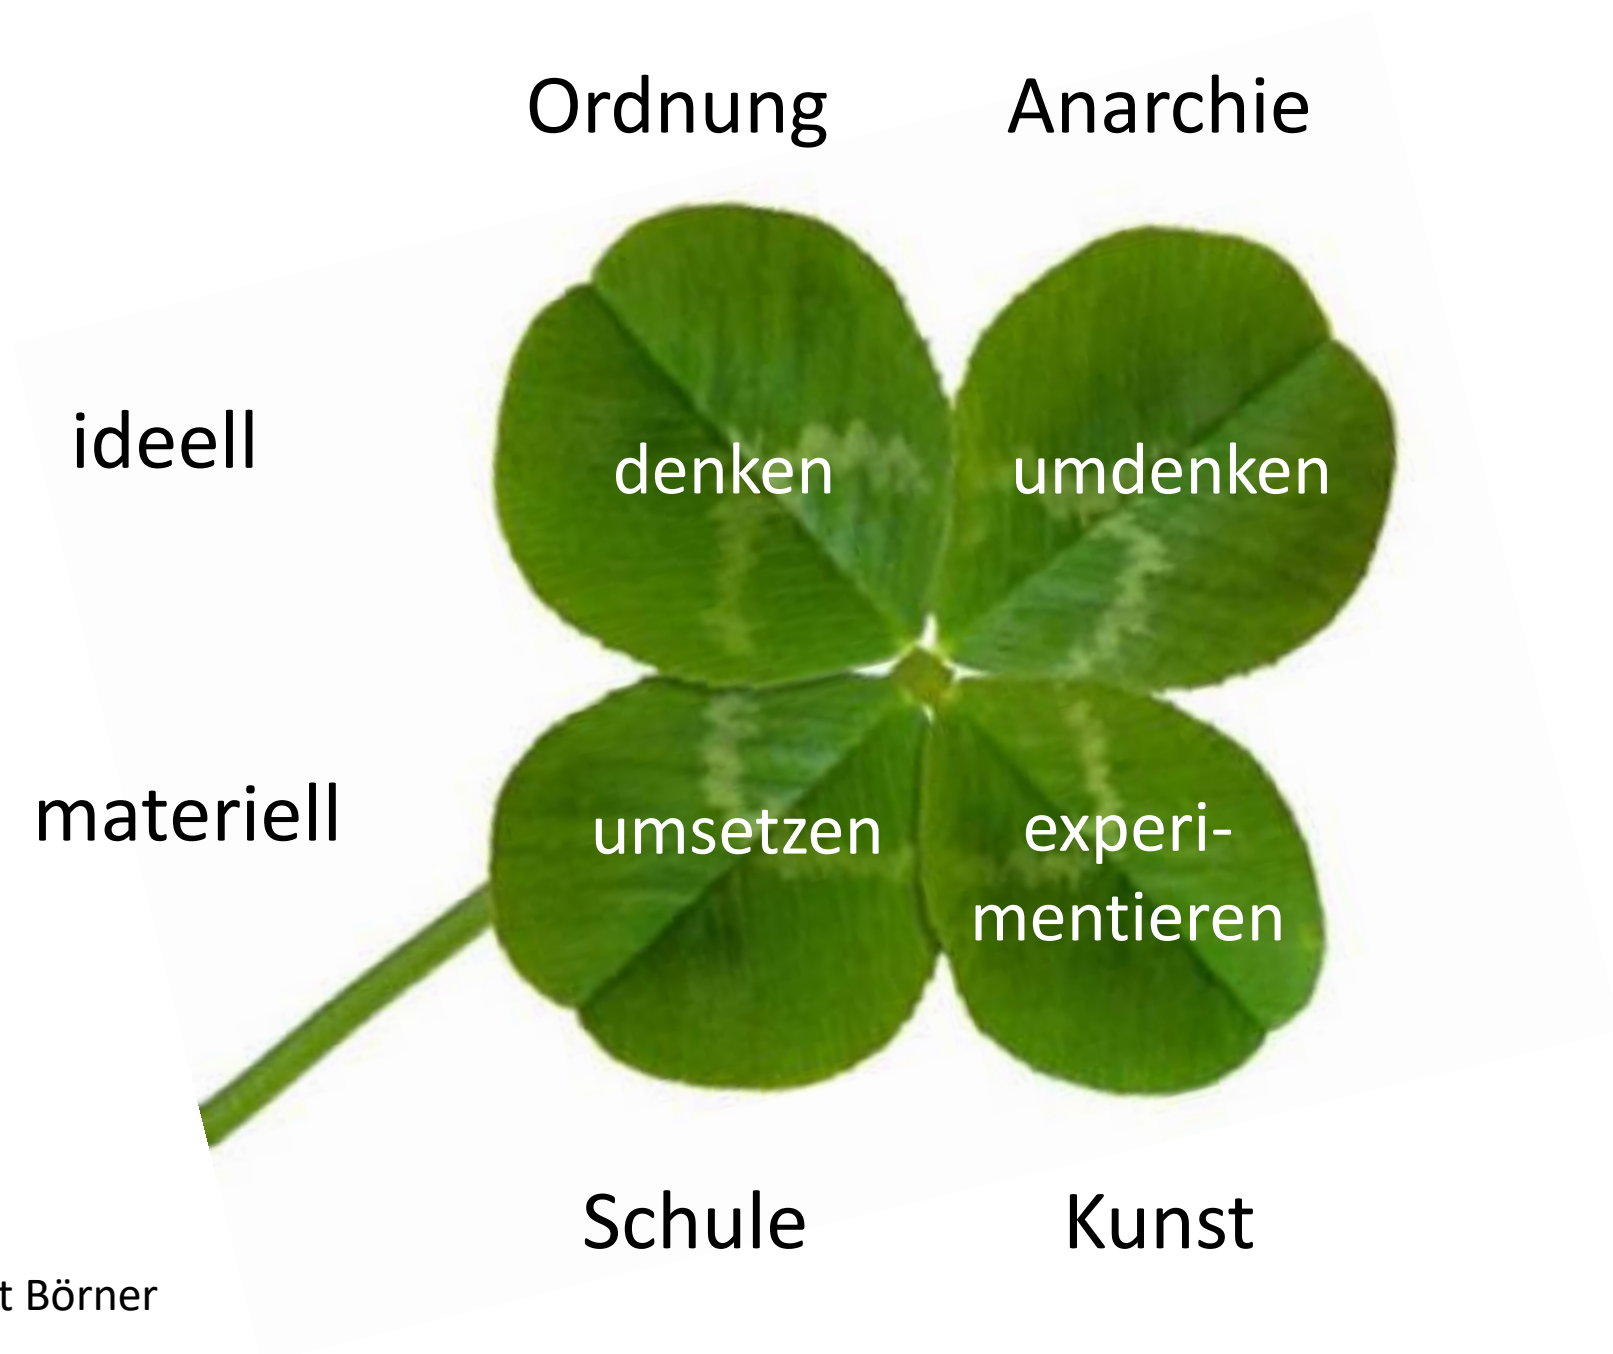 Ordnung Anarchie
ideell
denken umdenken
materiell
umsetzen experi-
mentieren
Schule Kunst
t Börner